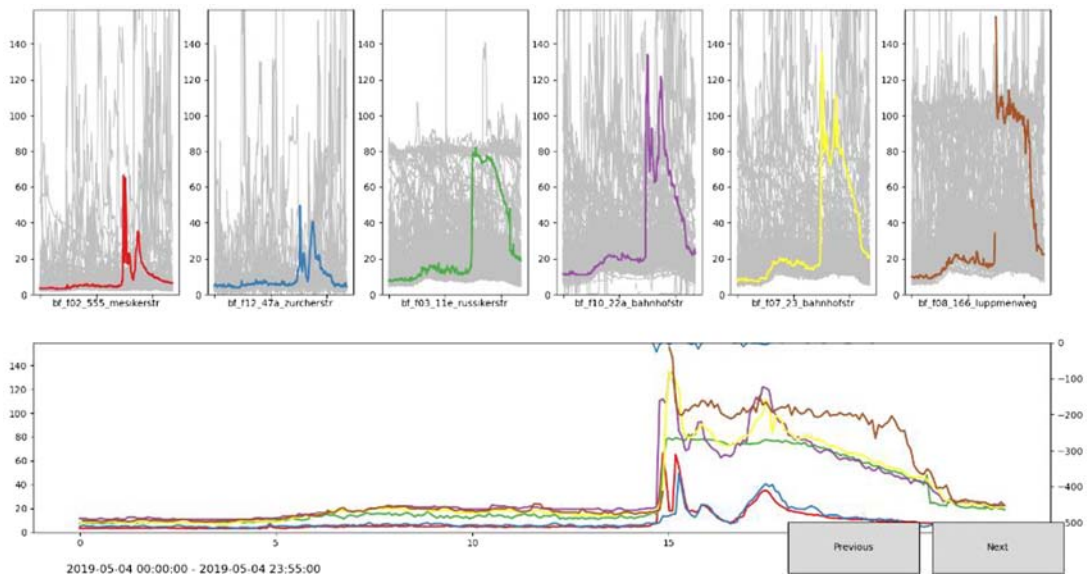 140 140 140 140 140 140
120 120 120 120 120 120
100 100 100 100 100 100
80 80 80 80 80 80
60 60 60 60 60 60
40 40 40 40 40 40
20 20 20 20 20 20
0 0 0 0 0 0
bf_f02_555_mesikerstr bf_f12_47a_zurcherstr bf_f03_11e_russikerstr bf_f10_22a_bahnhofstr bf_f07_23_bahnhofstr bf_f08_166_luppmenweg
0
140
120 −100
100
80 −200
60 −300
40
20 −400
0 500
0 5 10 15
Previous Next
2019-05-04 00:00:00 - 2019-05-04 23:55:00